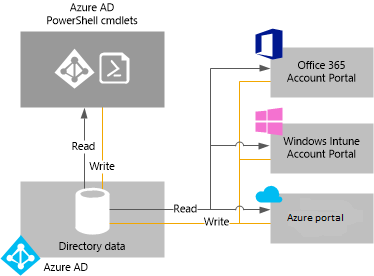 Azure AD
PowerShell cmdlets
Office 365
Account Portal
Windows Intune
Account Portal
Read
Write
Read
Write
Azure portal
Directory data
Azure AD